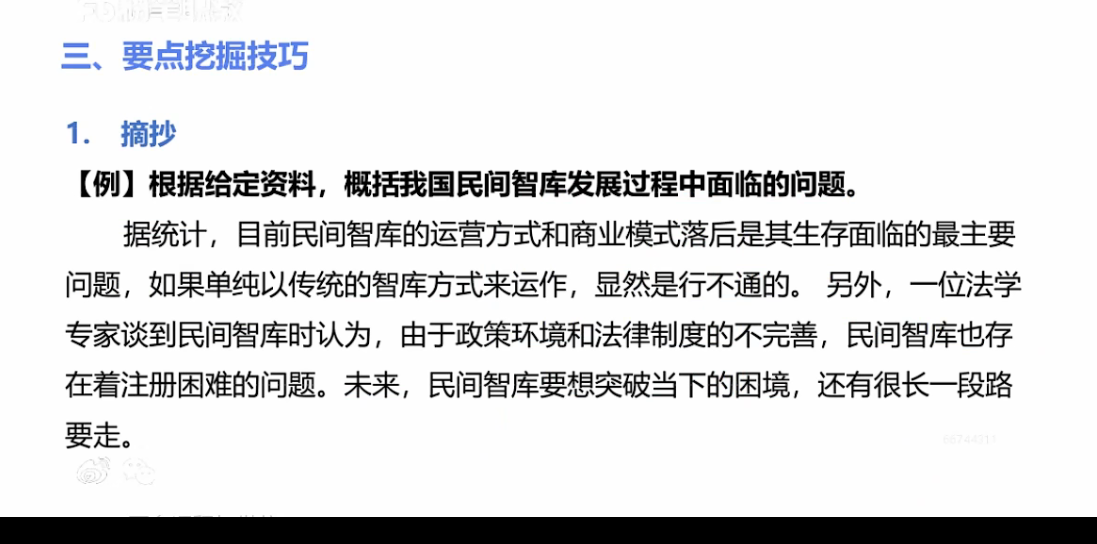 三、要点挖掘技巧
1. 摘抄
【例】根据给定资料，概括我国民间智库发展过程中面临的问题。
据统计，目前民间智库的运营方式和商业模式落后是其生存面临的最主要
问题，如果单纯以传统的智库方式来运作，显然是行不通的。 另外，一位法学
专家谈到民间智库时认为，由于政策环境和法律制度的不完善，民间智库也存
在着注册困难的问题。未来，民间智库要想突破当下的困境，还有很长一段路
要走。